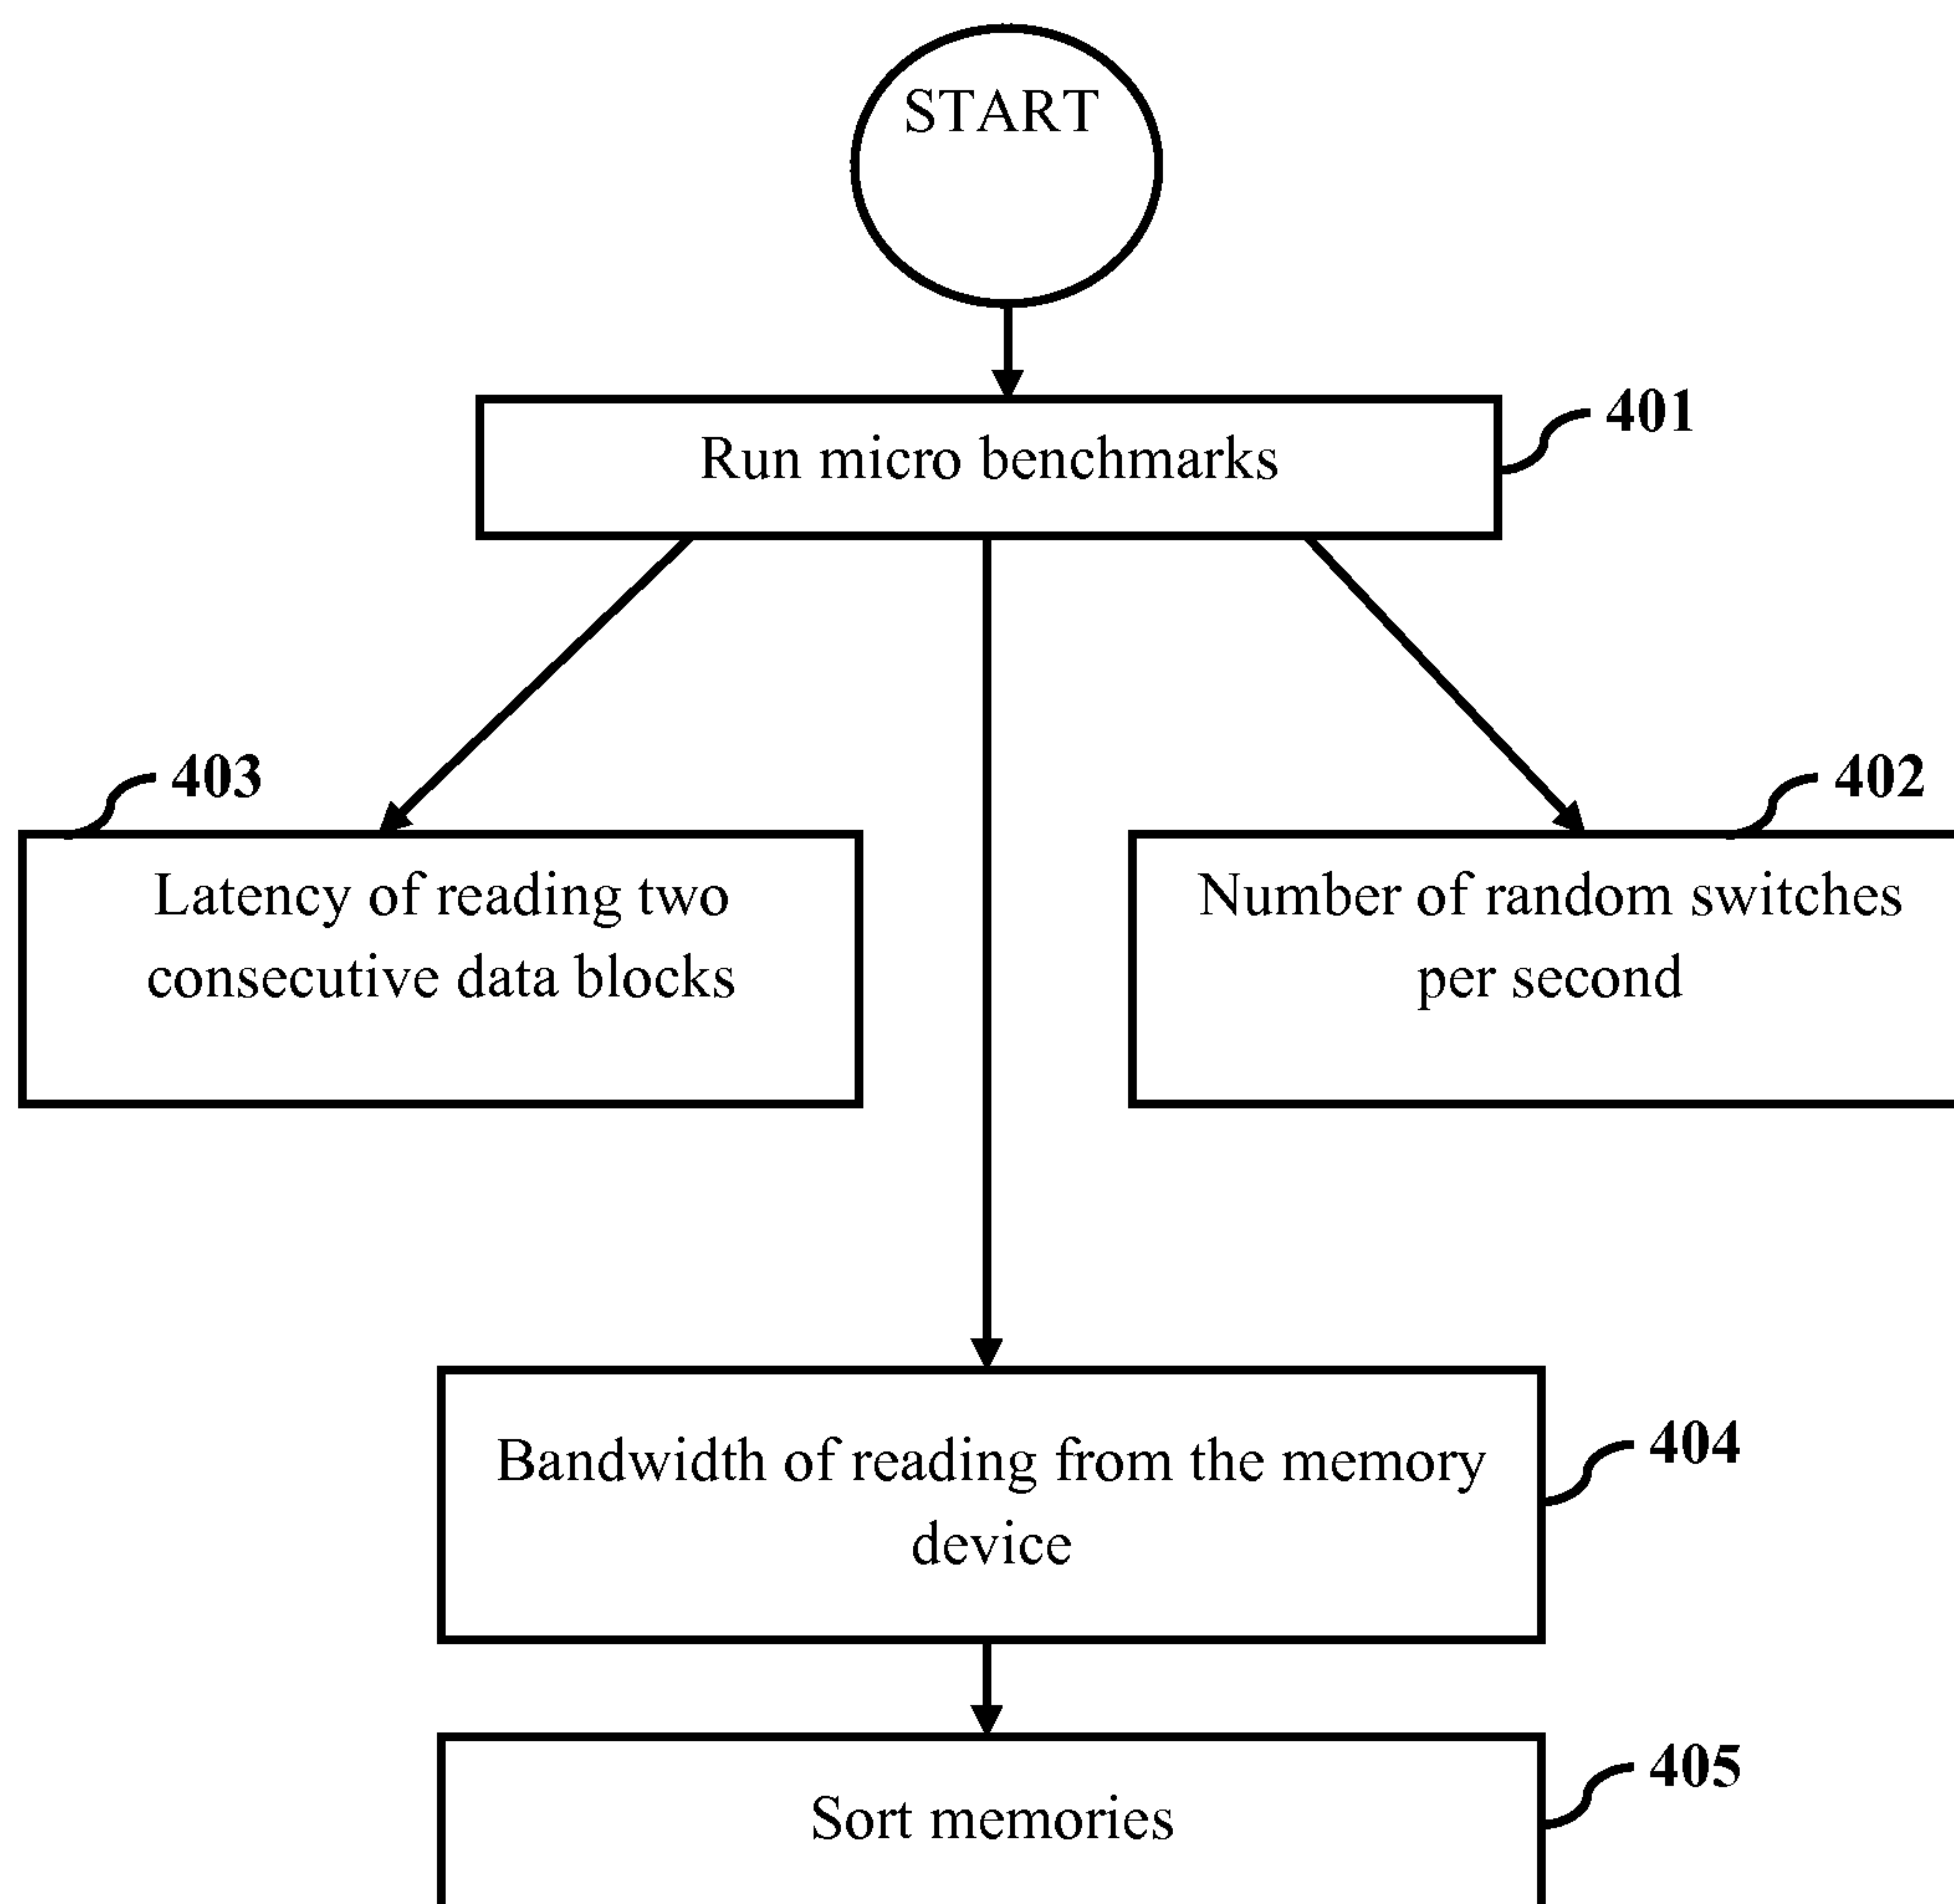 START
Run micro benchmarks
401
403
402
Latency of reading two
consecutive data blocks
Number of random switches
per second
Bandwidth of reading from the memory
device
404
Sort memories
405